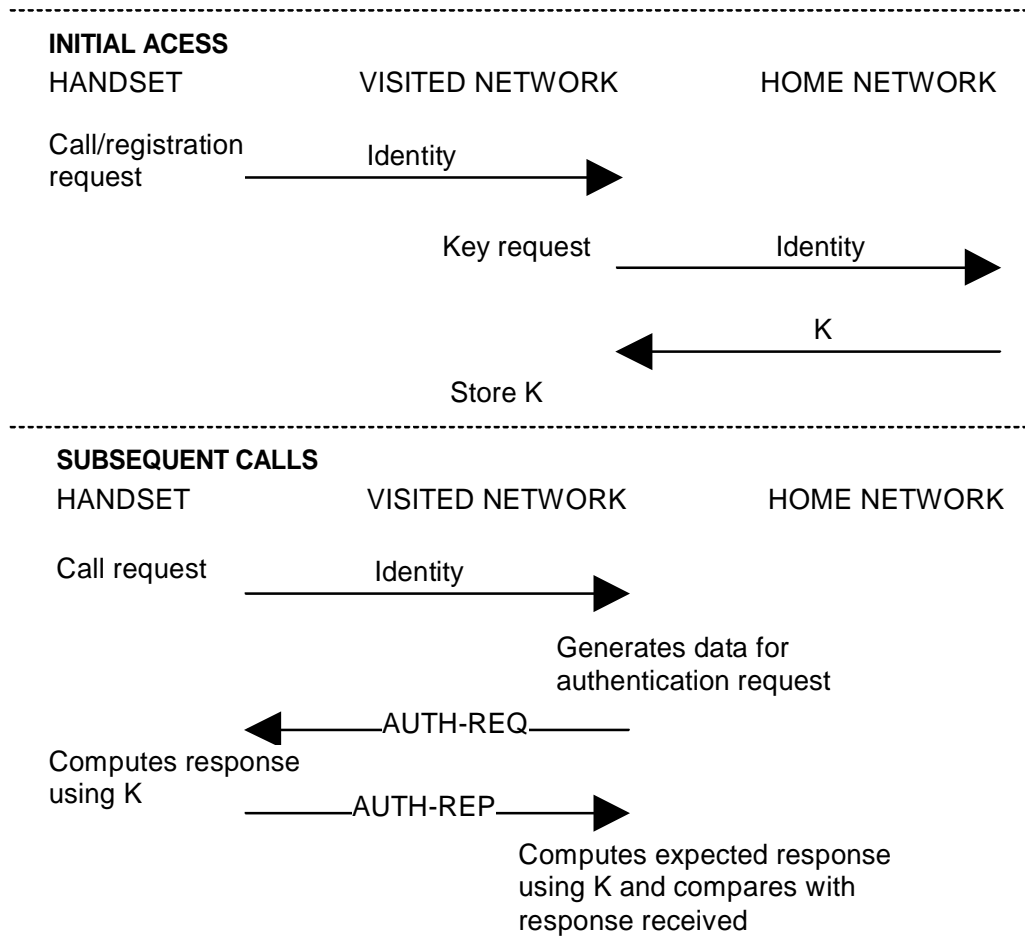 INITIAL ACESS
HANDSET VISITED NETWORK HOME NETWORK
Call/registration
request
Identity
Key request Identity
K
Store K
SUBSEQUENT CALLS
HANDSET VISITED NETWORK HOME NETWORK
Call request Identity
Generates data for
authentication request
AUTH-REQ
Computes response
using K
AUTH-REP
Computes expected response
using K and compares with
response received